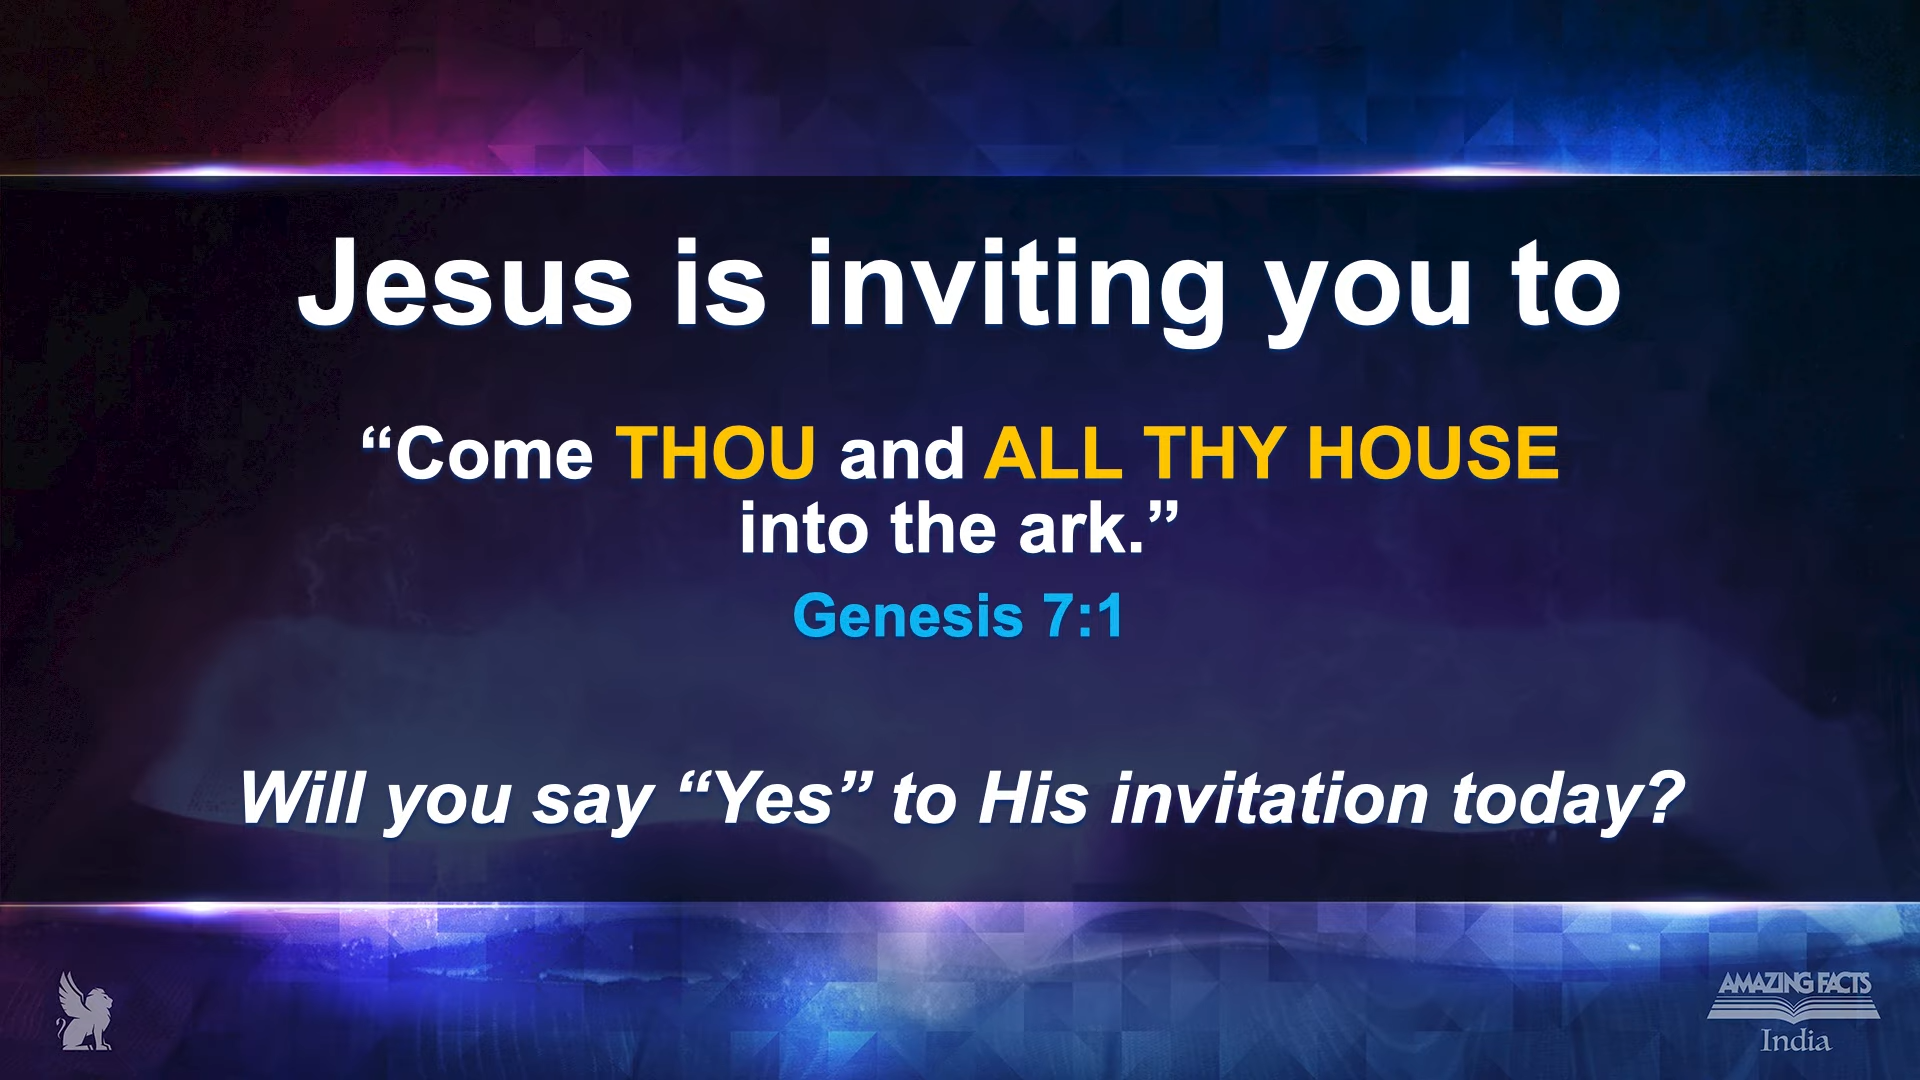 Jesus is inviting you to
“Come THOU and ALL THY HOUSE
into the ark.”
Genesis 7:1
Will you say “Yes” to His invitation today?
AMAZING FACTS
India